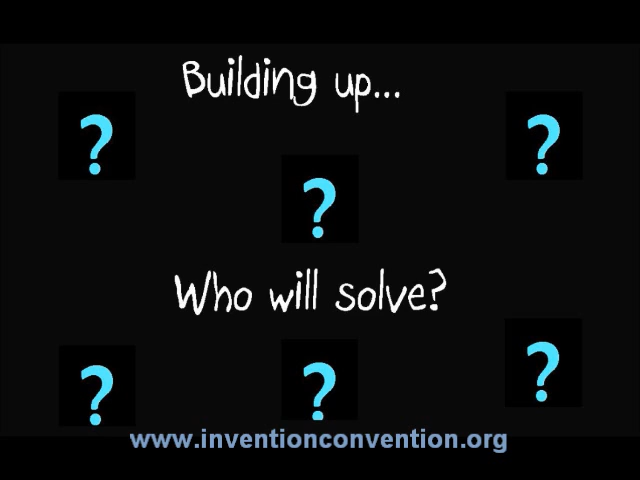 Building up...
? ?
?
Who will solve?
? ? ?
www.inventionconvention.org